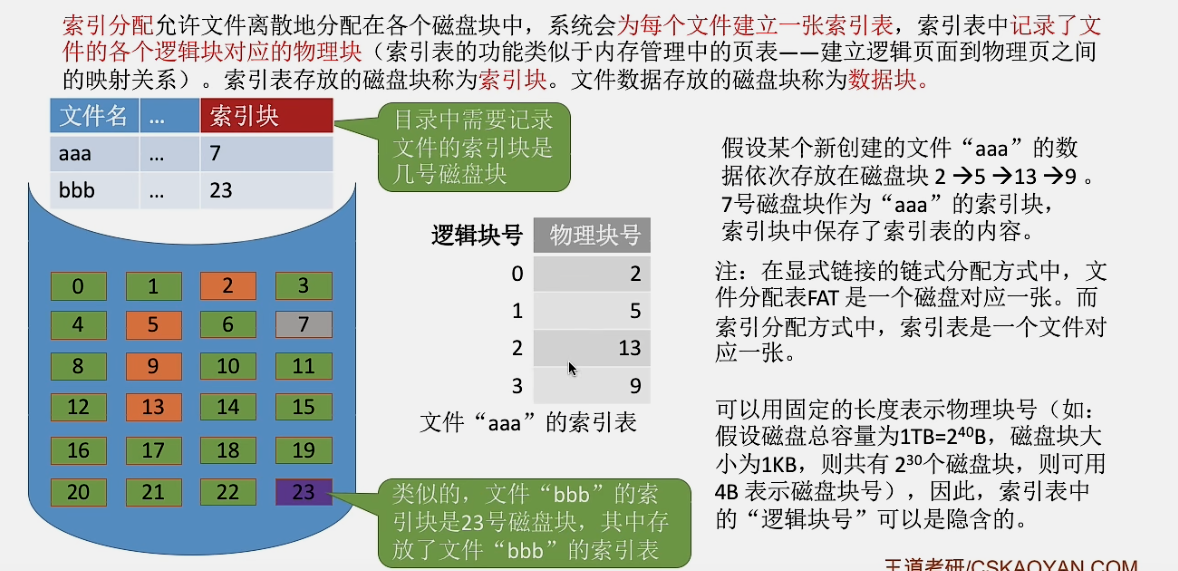 索引分配允许文件离散地分配在各个磁盘块中，系统会为每个文件建立一张索引表，索引表中记录了文
件的各个逻辑块对应的物理块（索引表的功能类似于内存管理中的页表——建立逻辑页面到物理页之间
的映射关系）。索引表存放的磁盘块称为索引块。文件数据存放的磁盘块称为数据块。
文件名 ... 索引块
aaa ... 7
bbb ... 23
目录中需要记录
文件的索引块是
几号磁盘块
0 1 2 3
4 5 6 7
8 9 10 11
12 13 14 15
16 17 18 19
20 21 22 23
逻辑块号 物理块号
0 2
1 5
2 13
3 9
文件“aaa”的索引表
类似的，文件“bbb”的索
引块是23号磁盘块，其中存
放了文件“bbb”的索引表
假设某个新创建的文件“aaa”的数
据依次存放在磁盘块 2→5→13→9 。
7号磁盘块作为“aaa”的索引块，
索引块中保存了索引表的内容。
注：在显式链接的链式分配方式中，文
件分配表FAT 是一个磁盘对应一张。而
索引分配方式中，索引表是一个文件对
应一张。
可以用固定的长度表示物理块号（如：
假设磁盘总容量为1TB=2⁴⁰B，磁盘块大
小为1KB，则共有 2³⁰个磁盘块，则可用
4B 表示磁盘块号），因此，索引表中
的“逻辑块号”可以是隐含的。
王道考研/CSKAOYAN.COM